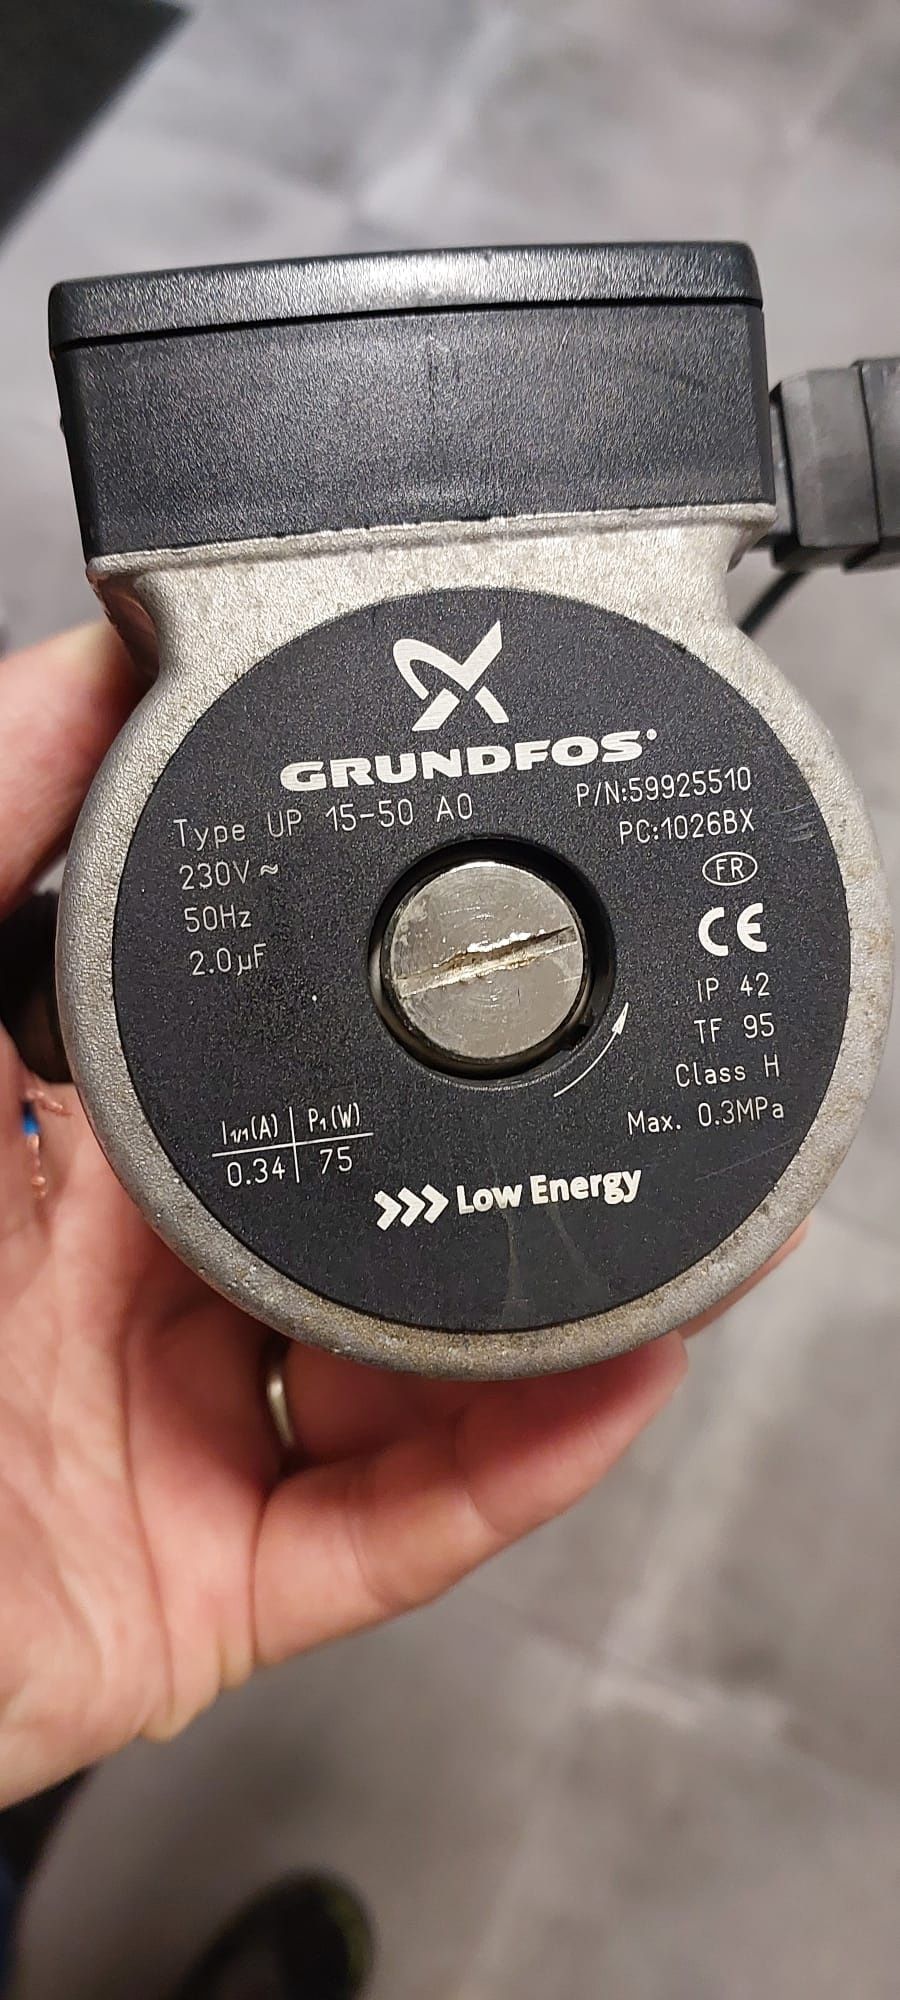 GRUNDFOS
Type UP 15-50 AO
P/N:59925510
PC:1026BX
230V ~
50Hz
2.0µF
FR
CE
IP 42
TF 95
Class H
Max. 0.3MPa
I1/1(A) | P1(W)
0.34 | 75
Low Energy